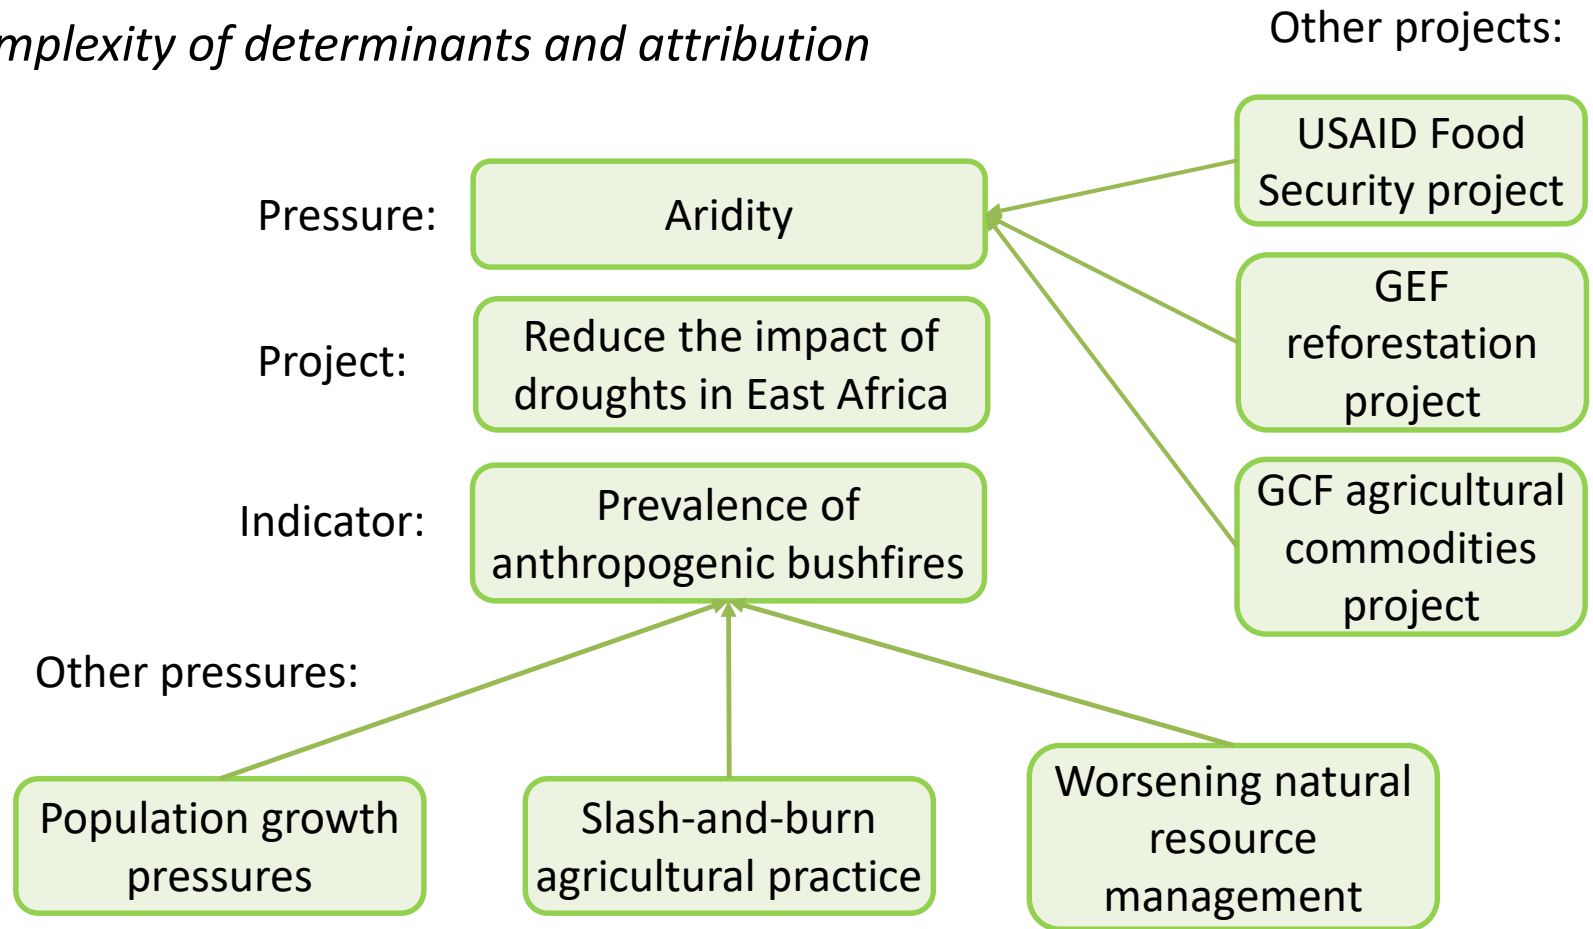 mplexity of determinants and attribution
Other projects:
USAID Food
Security project
Pressure:
Aridity
GEF
reforestation
project
Project:
Reduce the impact of
droughts in East Africa
Indicator:
Prevalence of
anthropogenic bushfires
GCF agricultural
commodities
project
Other pressures:
Population growth
pressures
Slash-and-burn
agricultural practice
Worsening natural
resource
management